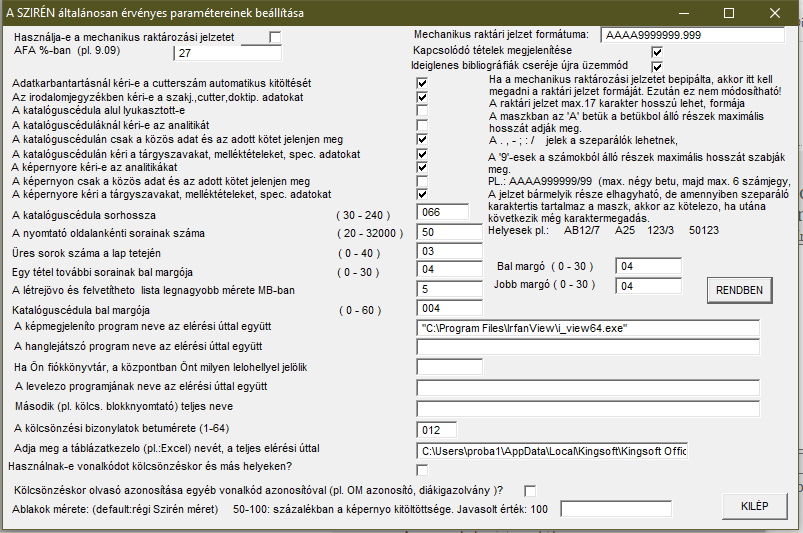 A SZIRÉN általánosan érvényes paramétereinek beállítása
Használja-e a mechanikus raktározási jelzetet
Mechanikus raktári jelzet formátuma: AAAA9999999.999
AFA %-ban (pl. 9.09) 27
Kapcsolódó tételek megjelenítése
Ideiglenes bibliográfiák cseréje újra üzemmód
Adatkarbantartásnál kéri-e a cutterszám automatikus kitöltését
Az irodalomjegyzékben kéri-e a szakj.,cutter,doktip. adatokat
A katalóguscédula alul lyukasztott-e
A katalóguscéduláknál kéri-e az analitikát
A katalóguscédulán csak a közös adat és az adott kötet jelenjen meg
A katalóguscédulán kéri a tárgyszavakat, melléktételeket, spec. adatokat
A képernyore kéri-e az analitikákat
A képernyon csak a közös adat és az adott kötet jelenjen meg
A képernyore kéri a tárgyszavakat, melléktételeket, spec. adatokat
Ha a mechanikus raktározási jelzetet bepipálta, akkor itt kell
megadni a raktári jelzet formáját. Ezután ez nem módosítható!
A raktári jelzet max.17 karakter hosszú lehet, formája
A maszkban az 'A' betük a betükbol álló részek maximális
hosszát adják meg.
A . , - ; : / jelek a szeparálók lehetnek,
A '9'-esek a számokból álló részek maximális hosszát szabják
meg.
PL.: AAAA999999/99 (max. négy betu, majd max. 6 számjegy,
A jelzet bármelyik része elhagyható, de amennyiben szeparáló
karaktertis tartalmaz a maszk, akkor az kötelezo, ha utána
következik még karaktermegadás.
Helyesek pl.: AB12/7 A25 123/3 50123
A katalóguscédula sorhossza ( 30 - 240 ) 066
A nyomtató oldalankénti sorainak száma ( 20 - 32000 ) 50
Üres sorok száma a lap tetején ( 0 - 40 ) 03
Egy tétel további sorainak bal margója ( 0 - 30 ) 04
Bal margó ( 0 - 30 ) 04
A létrejövo és felvetítheto lista legnagyobb mérete MB-ban 5
Jobb margó ( 0 - 30 ) 04
RENDBEN
Katalóguscédula bal margója ( 0 - 60 ) 004
A képmegjelenito program neve az elérési úttal együtt "C:\Program Files\IrfanView\i_view64.exe"
A hanglejátszó program neve az elérési úttal együtt
Ha Ön fiókkönyvtár, a központban Önt milyen lelohellyel jelölik
A levelezo programjának neve az elérési úttal együtt
Második (pl. kölcs. blokknyomtató) teljes neve
A kölcsönzési bizonylatok betumérete (1-64) 012
Adja meg a táblázatkezelo (pl.:Excel) nevét, a teljes elérési úttal C:\Users\proba1\AppData\Local\Kingsoft\Kingsoft Offic
Használnak-e vonalkódot kölcsönzéskor és más helyeken?
Kölcsönzéskor olvasó azonosítása egyéb vonalkód azonosítóval (pl. OM azonosító, diákigazolvány )?
Ablakok mérete: (default:régi Szirén méret) 50-100: százalékban a képernyo kitöltöttsége. Javasolt érték: 100
KILÉP